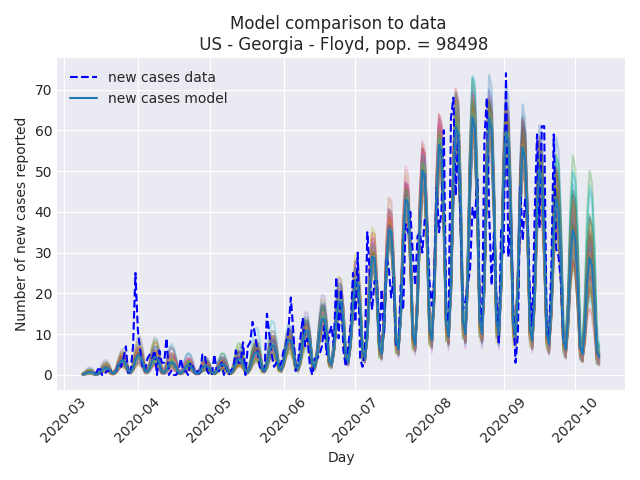 Model comparison to data
US - Georgia - Floyd, pop. = 98498
new cases data
new cases model
Number of new cases reported
70
60
50
40
30
20
10
0
2020-03
2020-04
2020-05
2020-06
2020-07
2020-08
2020-09
2020-10
Day